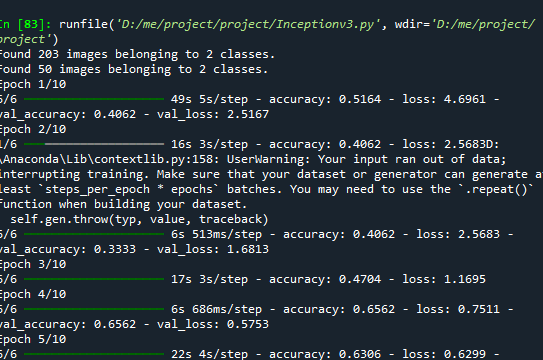 In [83]: runfile('D:/me/project/project/Inceptionv3.py', wdir='D:/me/project/
project')
Found 203 images belonging to 2 classes.
Found 50 images belonging to 2 classes.
Epoch 1/10
6/6 ━━━━━━━━━━━━━━━━━━━━ 49s 5s/step - accuracy: 0.5164 - loss: 4.6961 -
val_accuracy: 0.4062 - val_loss: 2.5167
Epoch 2/10
1/6 ━━━━━━━━━━━━━━━━━━━━ 16s 3s/step - accuracy: 0.4062 - loss: 2.5683D:
\Anaconda\Lib\contextlib.py:158: UserWarning: Your input ran out of data;
interrupting training. Make sure that your dataset or generator can generate at
least `steps_per_epoch * epochs` batches. You may need to use the `.repeat()`
function when building your dataset.
self.gen.throw(typ, value, traceback)
6/6 ━━━━━━━━━━━━━━━━━━━━ 6s 513ms/step - accuracy: 0.4062 - loss: 2.5683 -
val_accuracy: 0.3333 - val_loss: 1.6813
Epoch 3/10
6/6 ━━━━━━━━━━━━━━━━━━━━ 17s 3s/step - accuracy: 0.4704 - loss: 1.1695
Epoch 4/10
6/6 ━━━━━━━━━━━━━━━━━━━━ 6s 686ms/step - accuracy: 0.6562 - loss: 0.7511 -
val_accuracy: 0.6562 - val_loss: 0.5753
Epoch 5/10
6/6 ━━━━━━━━━━━━━━━━━━━━ 22s 4s/step - accuracy: 0.6306 - loss: 0.6299 -